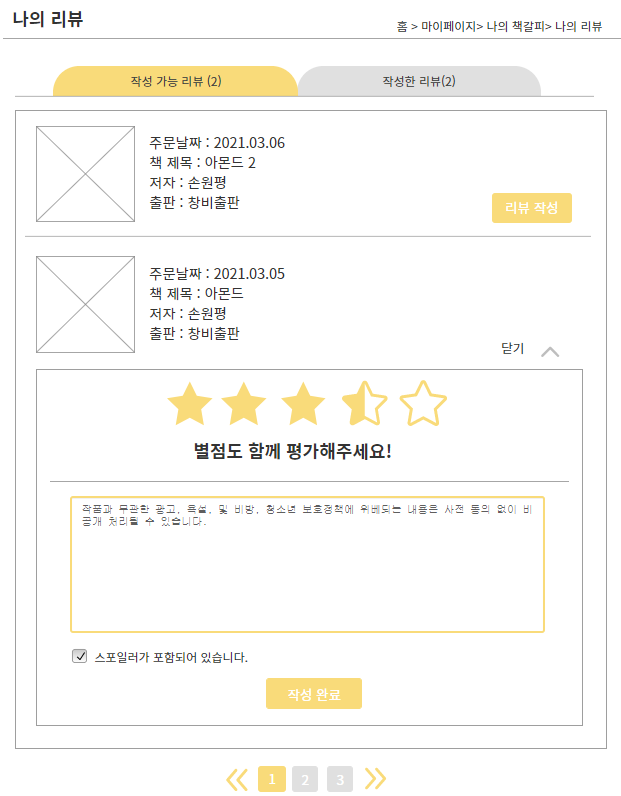 나의 리뷰
홈 > 마이페이지> 나의 책갈피> 나의 리뷰
작성 가능 리뷰 (2)
작성한 리뷰(2)
주문날짜 : 2021.03.06
책 제목 : 아몬드 2
저자 : 손원평
출판 : 창비출판
리뷰 작성
주문날짜 : 2021.03.05
책 제목 : 아몬드
저자 : 손원평
출판 : 창비출판
닫기
별점도 함께 평가해주세요!
작품과 무관한 광고, 욕설, 및 비방, 청소년 보호정책에 위배되는 내용은 사전 동의 없이 비
공개 처리될 수 있습니다.
스포일러가 포함되어 있습니다.
작성 완료
1 2 3